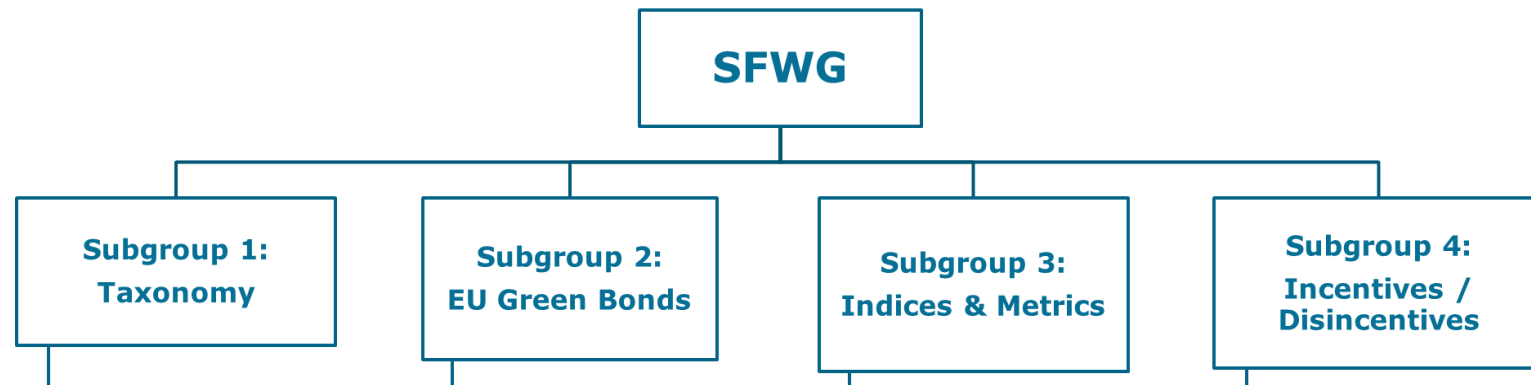 SFWG
Subgroup 1:
Taxonomy
Subgroup 2:
EU Green Bonds
Subgroup 3:
Indices & Metrics
Subgroup 4:
Incentives /
Disincentives